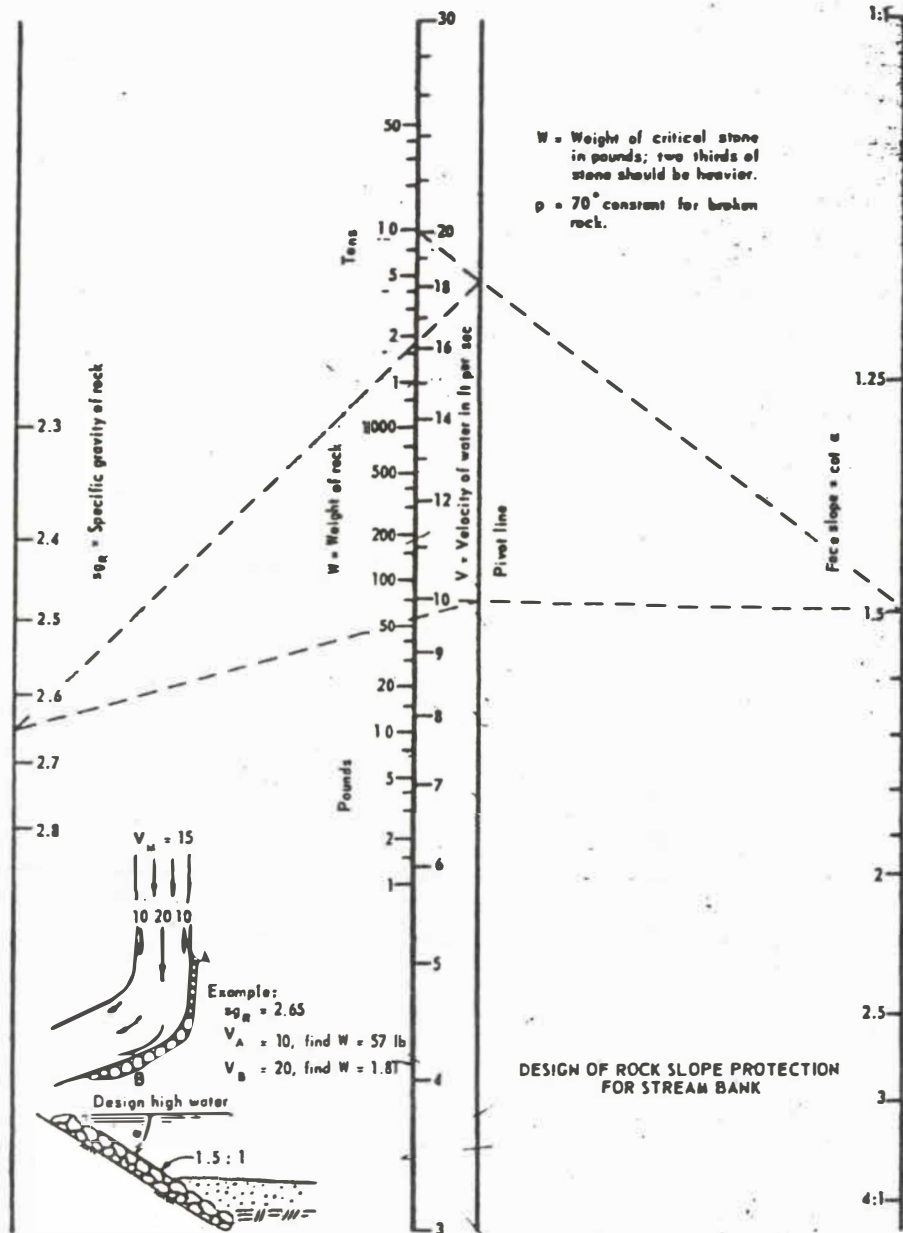 30
1:1
50
W = Weight of critical stone
in pounds; two thirds of
stone should be heavier.
p = 70° constant for broken
rock.
10
20
Tons
5
18
2
16
1
14
1.25
sgR = Specific gravity of rock
2.3
W = Weight of rock
1000
V = Velocity of water in ft per sec
Pivot line
Face slope = cot α
500
12
2.4
200
100
10
2.5
50
1.5
9
2.6
20
8
10
2.7
Pounds
5
7
2.8
2
6
1
2
VM = 15
10 20 10
A
5
Example:
sgR = 2.65
2.5
VA = 10, find W = 57 lb
VB = 20, find W = 1.8T
B
4
DESIGN OF ROCK SLOPE PROTECTION
FOR STREAM BANK
Design high water
3
1.5 : 1
4:1
3